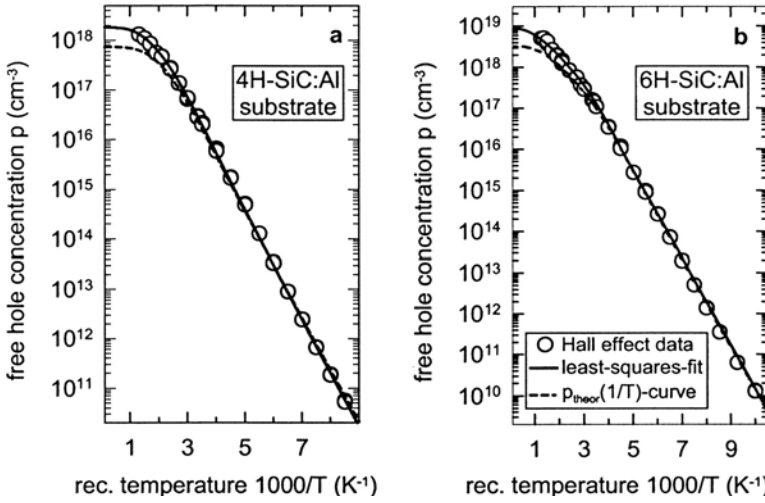 a
4H-SiC:Al
substrate
free hole concentration p (cm⁻³)
10¹⁸
10¹⁷
10¹⁶
10¹⁵
10¹⁴
10¹³
10¹²
10¹¹
1 3 5 7
rec. temperature 1000/T (K⁻¹)
b
6H-SiC:Al
substrate
free hole concentration p (cm⁻³)
10¹⁹
10¹⁸
10¹⁷
10¹⁶
10¹⁵
10¹⁴
10¹³
10¹²
10¹¹
10¹⁰
Hall effect data
least-squares-fit
p_theor(1/T)-curve
1 3 5 7 9
rec. temperature 1000/T (K⁻¹)